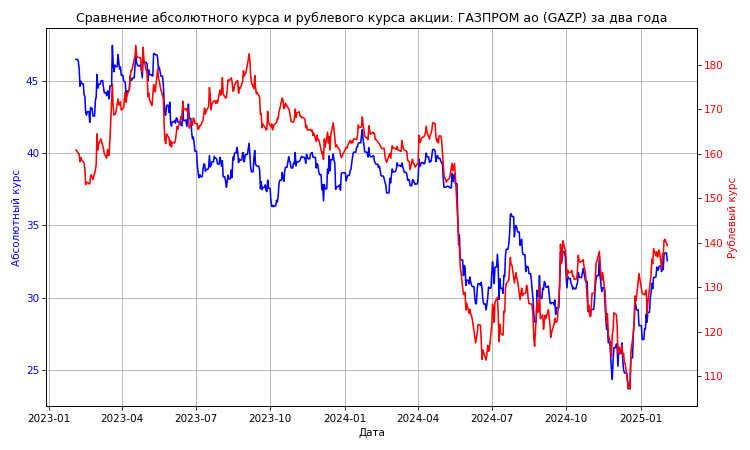 Сравнение абсолютного курса и рублевого курса акции: ГАЗПРОМ ао (GAZP) за два года
45
40
35
30
25
Абсолютный курс
180
170
160
150
140
130
120
110
Рублевый курс
2023-01 2023-04 2023-07 2023-10 2024-01 2024-04 2024-07 2024-10 2025-01
Дата